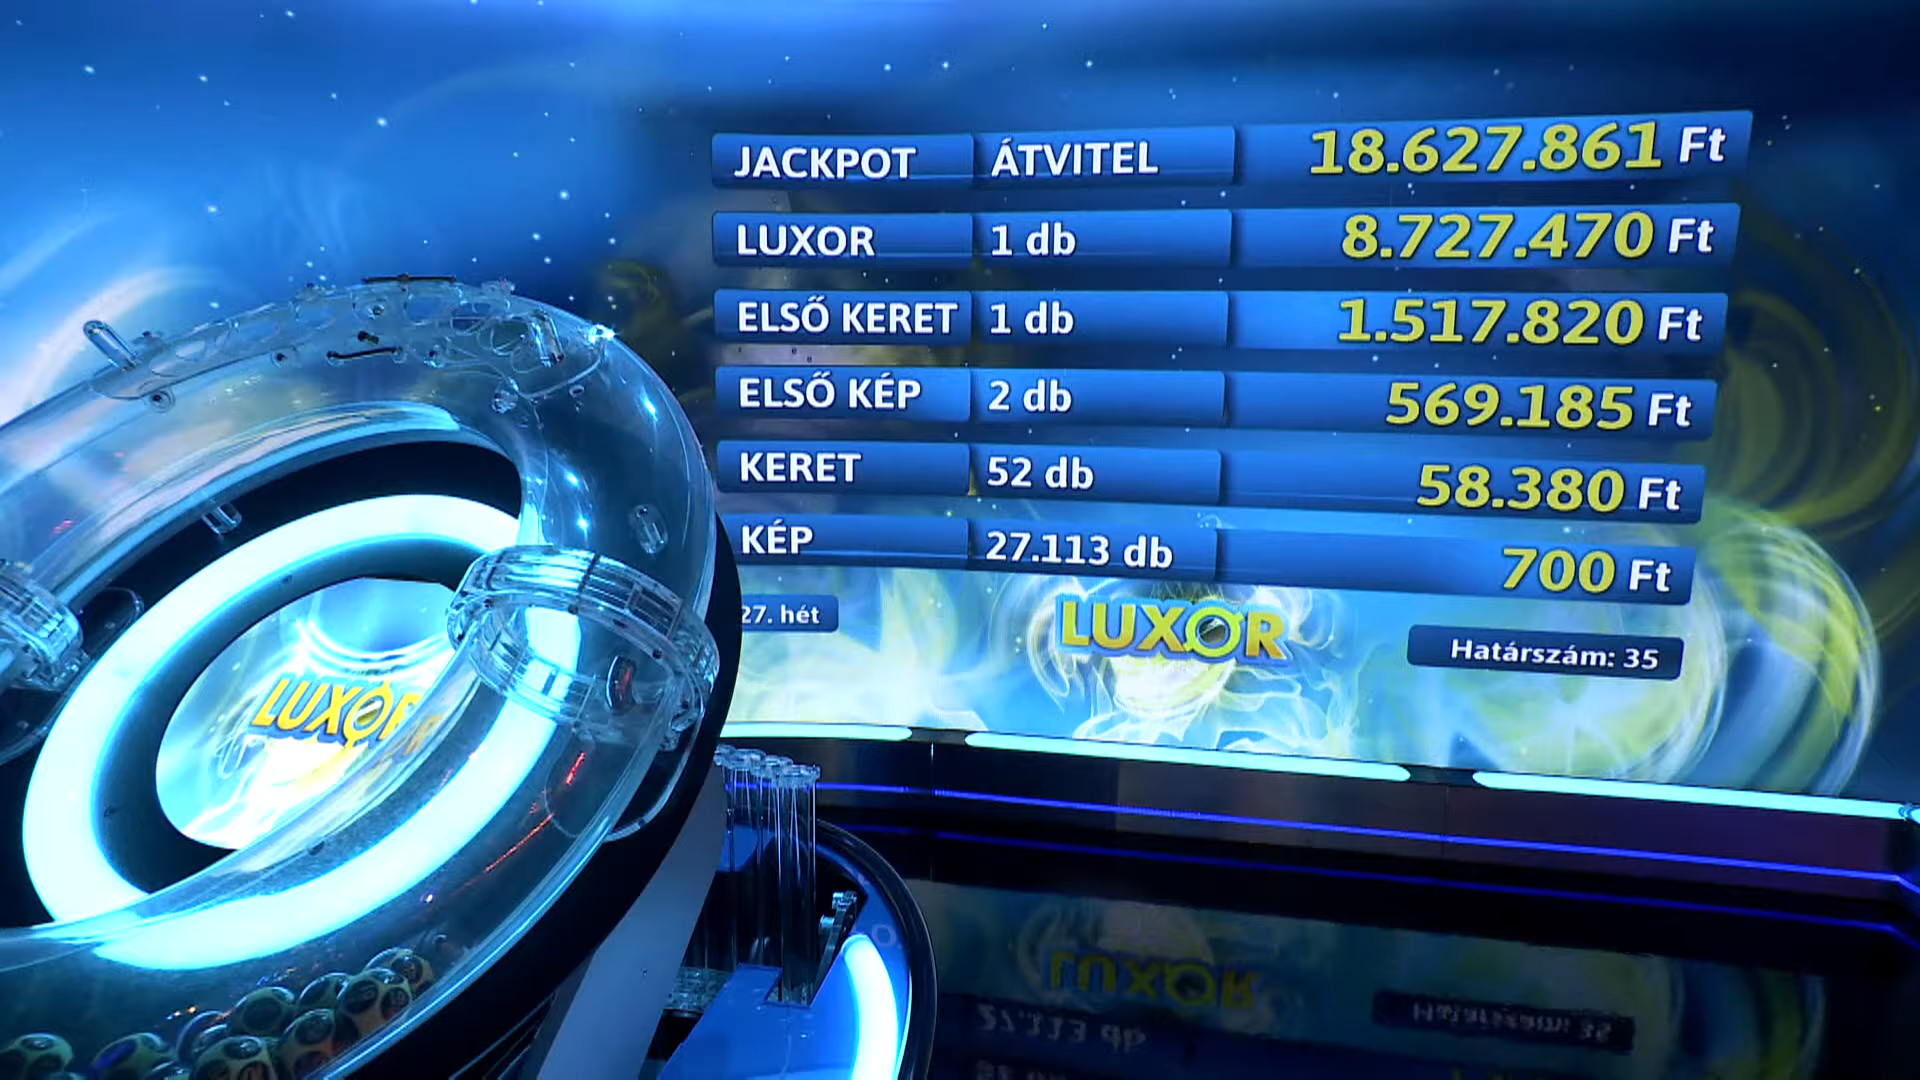 JACKPOT ÁTVITEL 18.627.861 Ft
LUXOR 1 db 8.727.470 Ft
ELSŐ KERET 1 db 1.517.820 Ft
ELSŐ KÉP 2 db 569.185 Ft
KERET 52 db 58.380 Ft
KÉP 27.113 db 700 Ft
27. hét
LUXOR
Határszám: 35
LUXOR